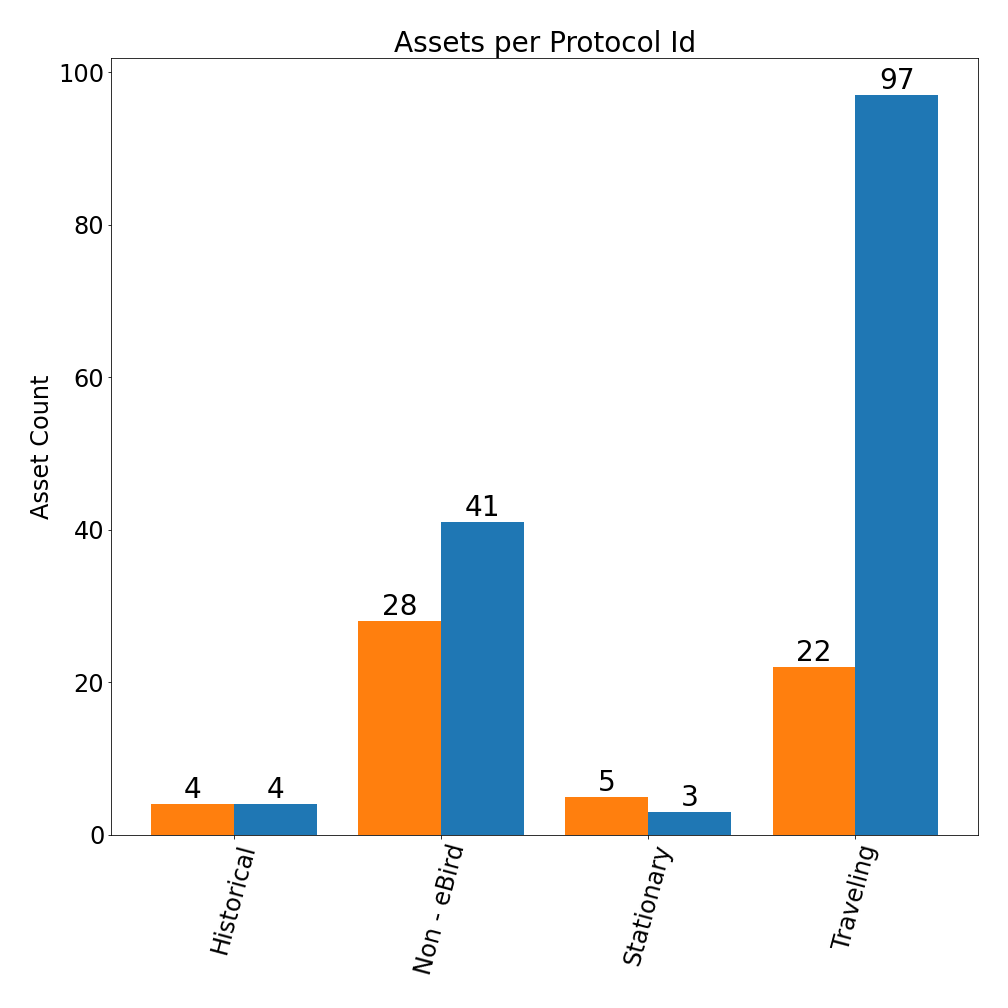 Assets per Protocol Id
100
80
60
40
20
0
Asset Count
4
4
28
41
5
3
22
97
Historical
Non - eBird
Stationary
Traveling